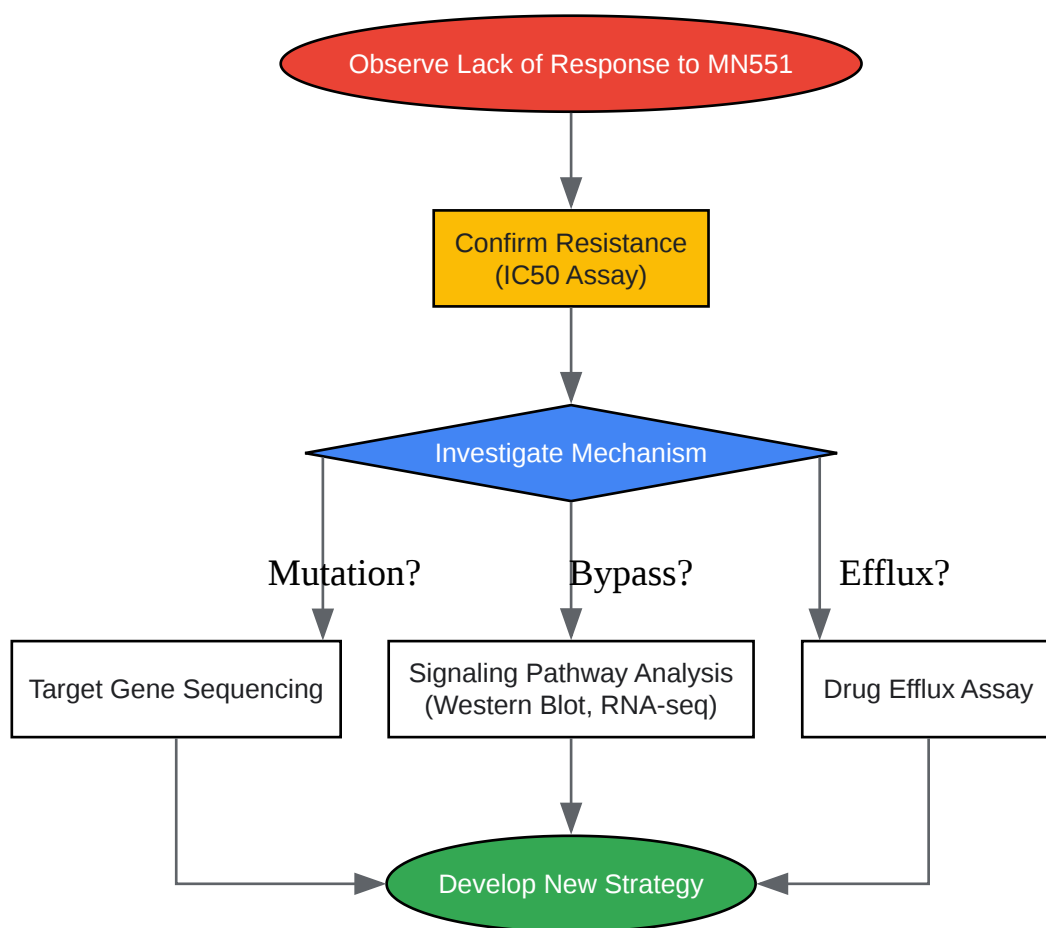 Observe Lack of Response to MN551
Confirm Resistance
(IC50 Assay)
Investigate Mechanism
Mutation?
Bypass?
Efflux?
Target Gene Sequencing
Signaling Pathway Analysis
(Western Blot, RNA-seq)
Drug Efflux Assay
Develop New Strategy